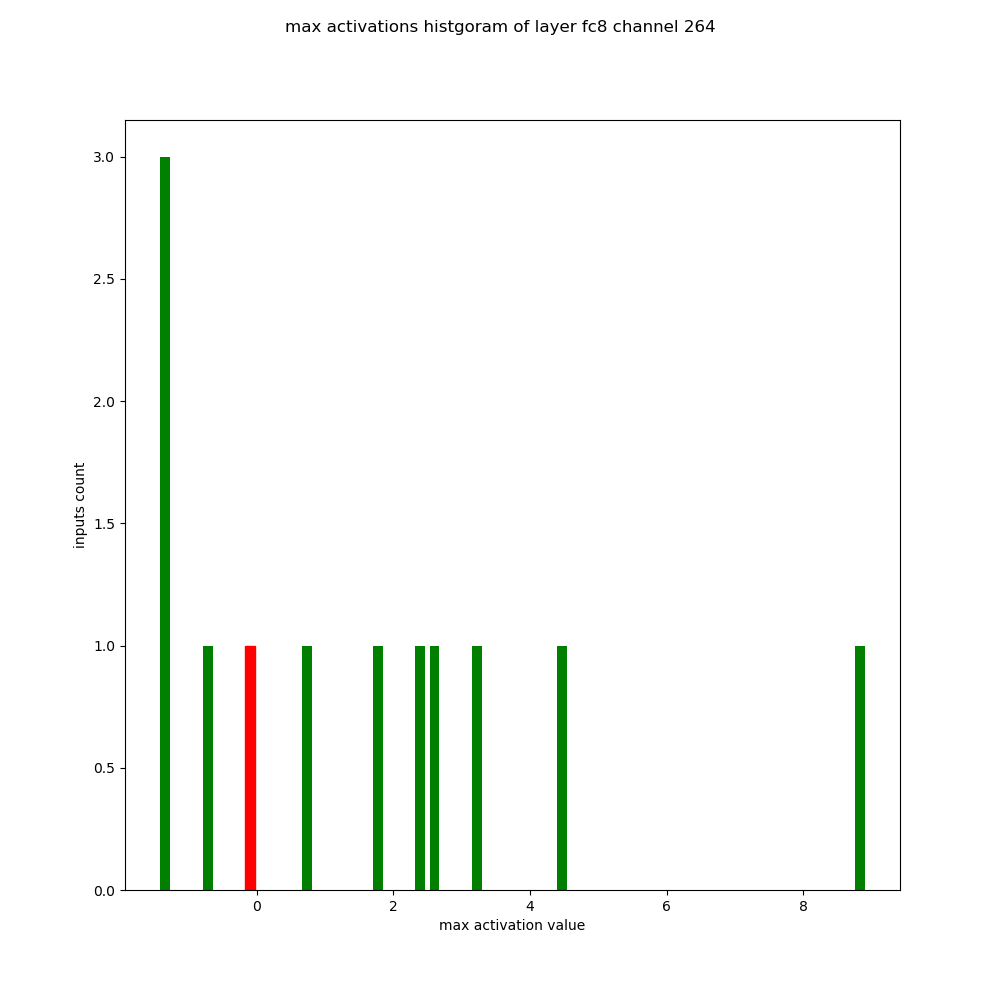 max activations histgoram of layer fc8 channel 264
3.0
2.5
2.0
1.5
1.0
0.5
0.0
inputs count
0 2 4 6 8
max activation value